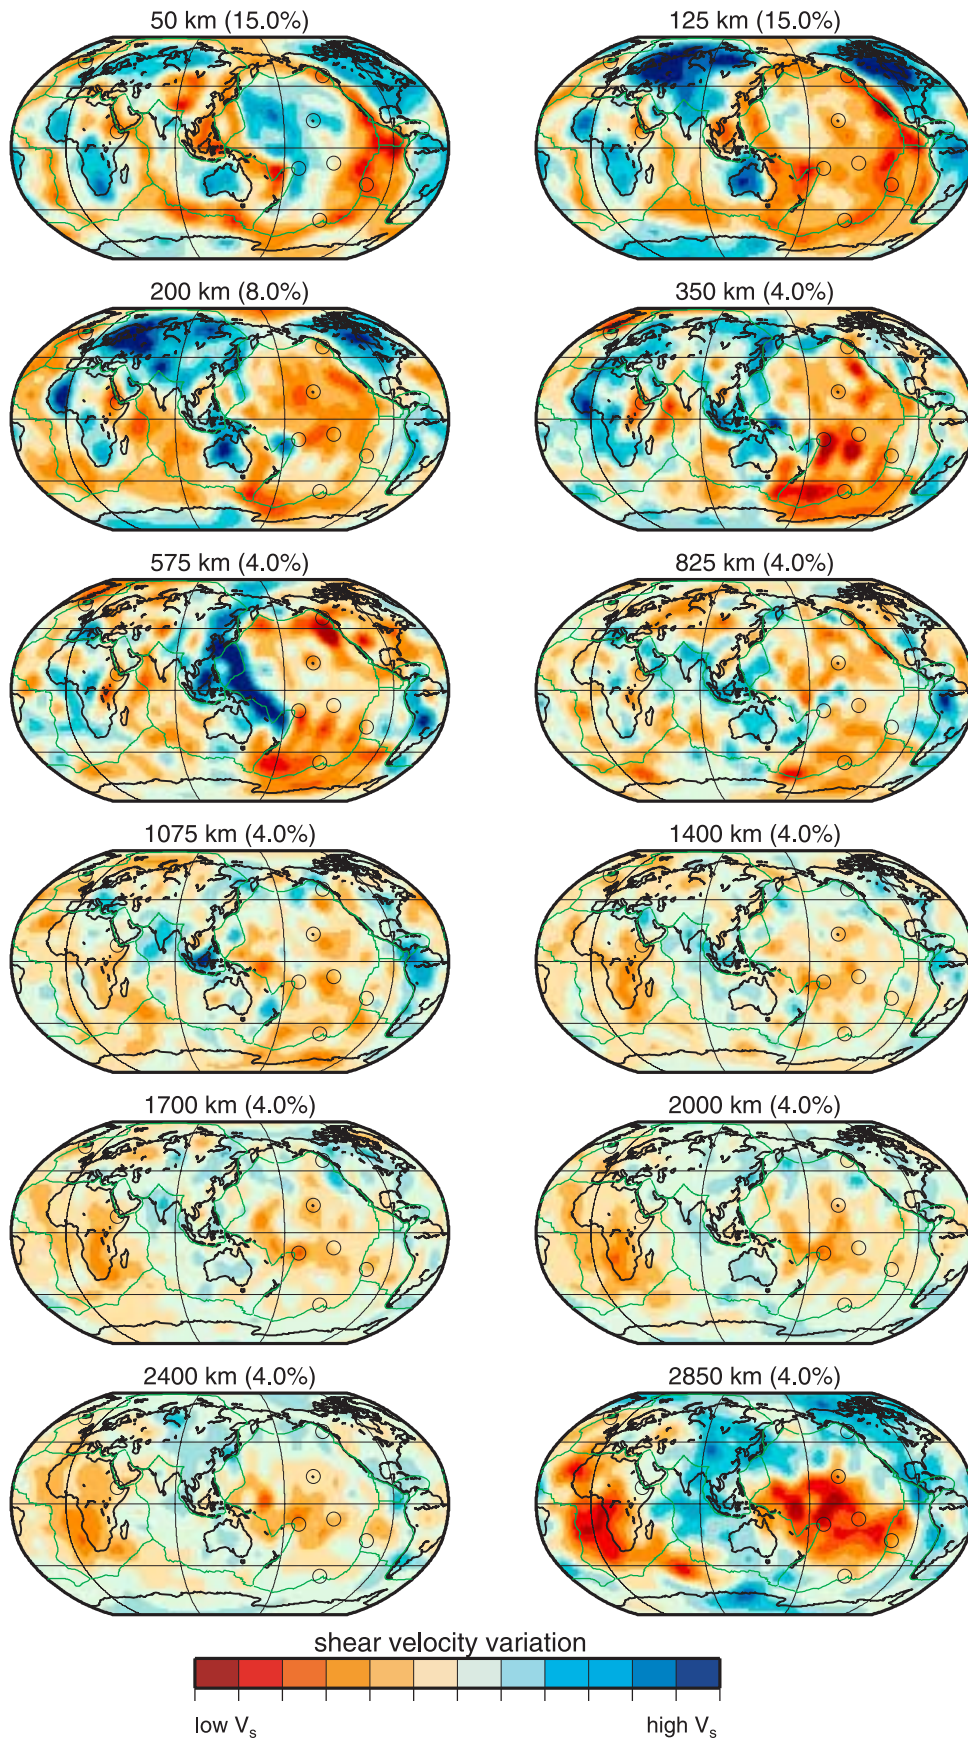 50 km (15.0%)
125 km (15.0%)
200 km (8.0%)
350 km (4.0%)
575 km (4.0%)
825 km (4.0%)
1075 km (4.0%)
1400 km (4.0%)
1700 km (4.0%)
2000 km (4.0%)
2400 km (4.0%)
2850 km (4.0%)
shear velocity variation
low Vs
high Vs